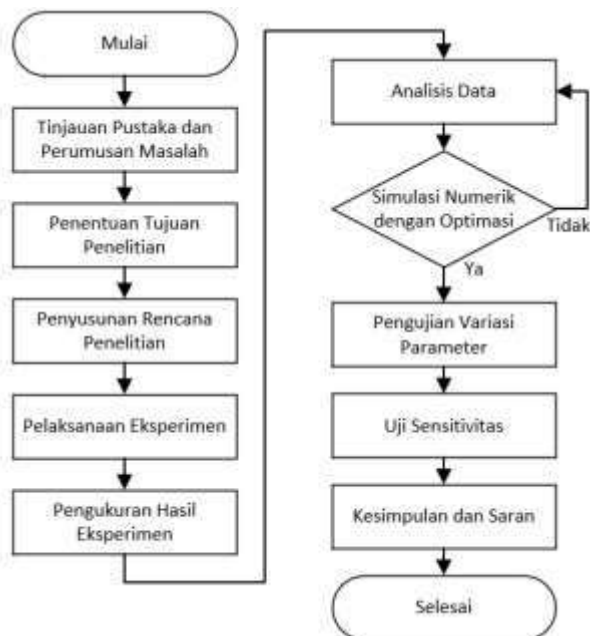 Mulai
Tinjauan Pustaka dan
Perumusan Masalah
Penentuan Tujuan
Penelitian
Penyusunan Rencana
Penelitian
Pelaksanaan Eksperimen
Pengukuran Hasil
Eksperimen
Analisis Data
Simulasi Numerik
dengan Optimasi
Tidak
Ya
Pengujian Variasi
Parameter
Uji Sensitivitas
Kesimpulan dan Saran
Selesai